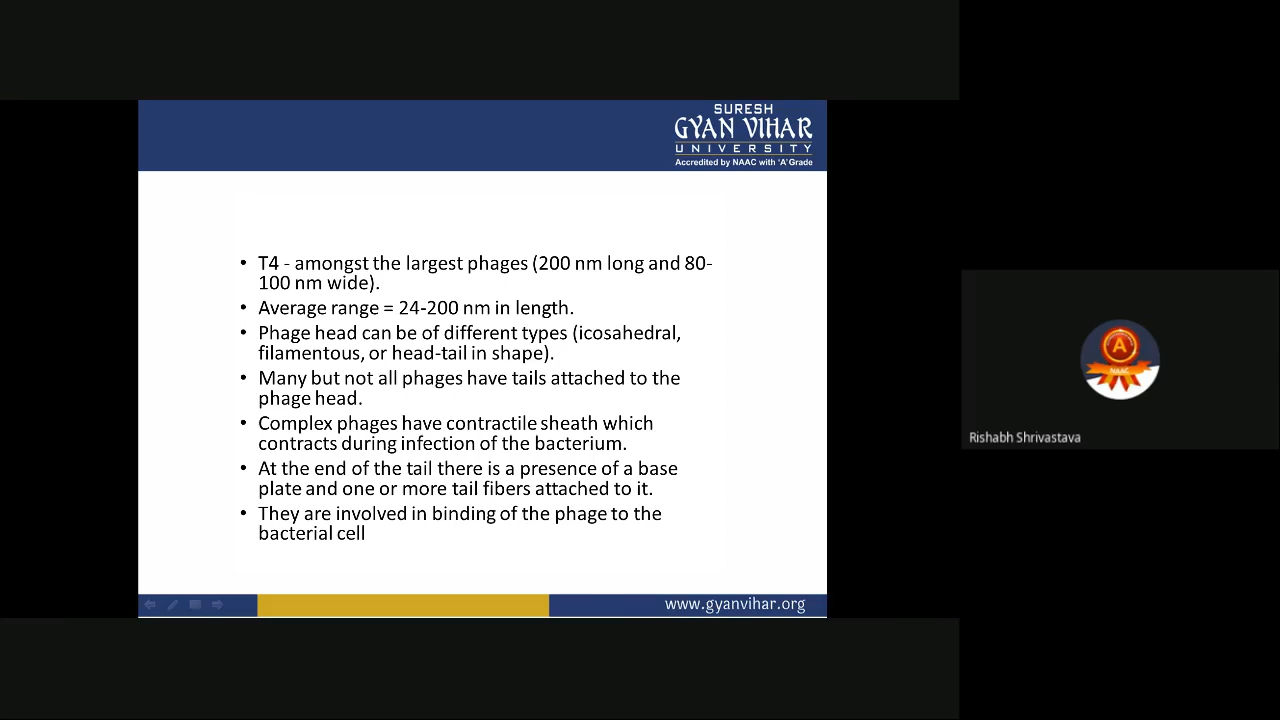 SURESH
GYAN VIHAR
UNIVERSITY
Accredited by NAAC with 'A' Grade
• T4 - amongst the largest phages (200 nm long and 80-
100 nm wide).
• Average range = 24-200 nm in length.
• Phage head can be of different types (icosahedral,
filamentous, or head-tail in shape).
• Many but not all phages have tails attached to the
phage head.
• Complex phages have contractile sheath which
contracts during infection of the bacterium.
• At the end of the tail there is a presence of a base
plate and one or more tail fibers attached to it.
• They are involved in binding of the phage to the
bacterial cell
www.gyanvihar.org
A
NAAC
Rishabh Shrivastava